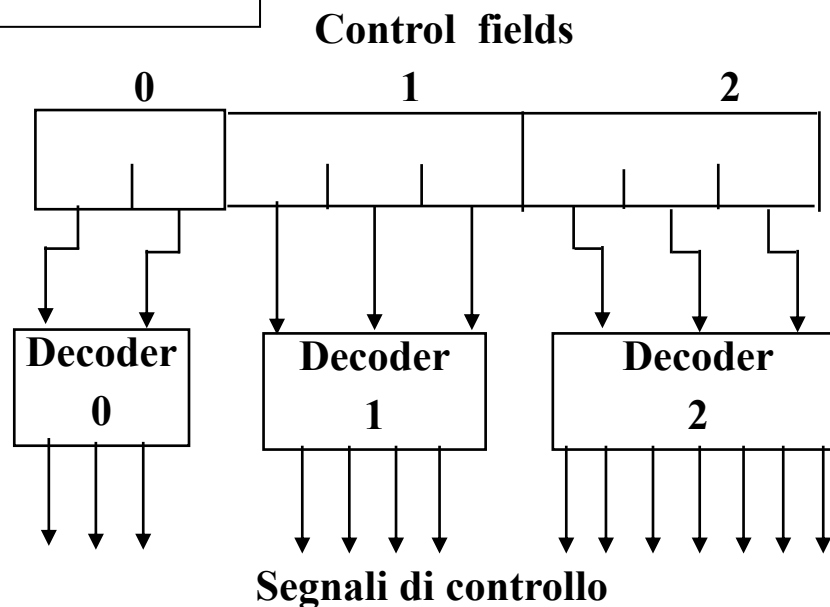 Control fields
0 1 2
Decoder 0
Decoder 1
Decoder 2
Segnali di controllo